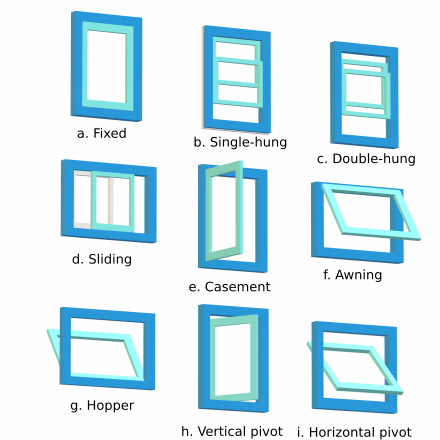 a. Fixed
b. Single-hung
c. Double-hung
d. Sliding
e. Casement
f. Awning
g. Hopper
h. Vertical pivot
i. Horizontal pivot